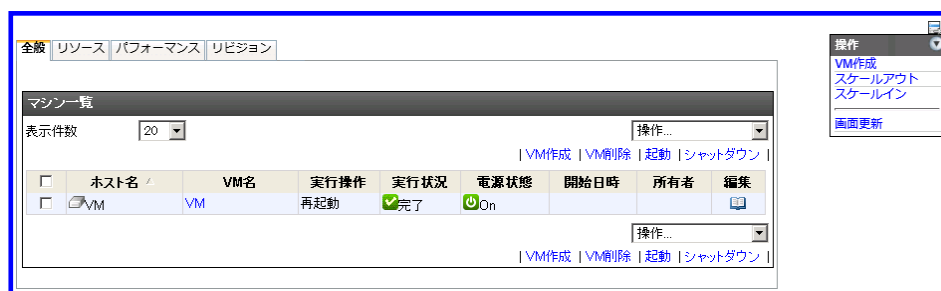 全般 リソース パフォーマンス リビジョン
マシン一覧
表示件数 20 操作...
| VM作成 | VM削除 | 起動 | シャットダウン |
ホスト名 VM名 実行操作 実行状況 電源状態 開始日時 所有者 編集
VM VM 再起動 完了 On
操作...
| VM作成 | VM削除 | 起動 | シャットダウン |
操作
VM作成
スケールアウト
スケールイン
画面更新